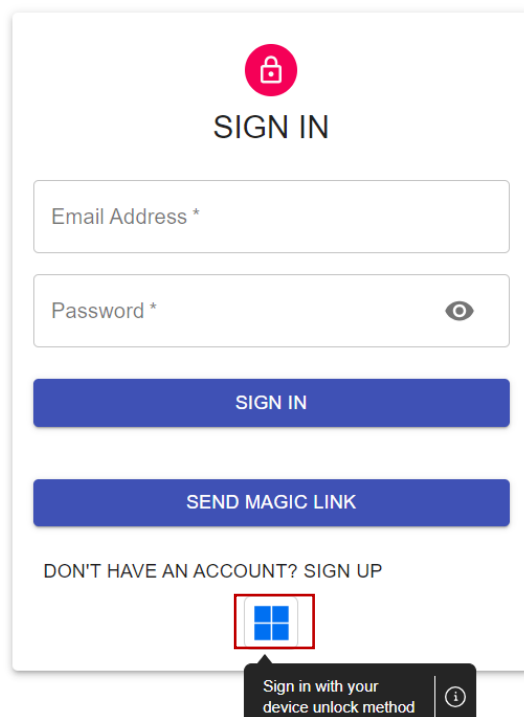 SIGN IN
Email Address *
Password *
SIGN IN
SEND MAGIC LINK
DON'T HAVE AN ACCOUNT? SIGN UP
Sign in with your
device unlock method